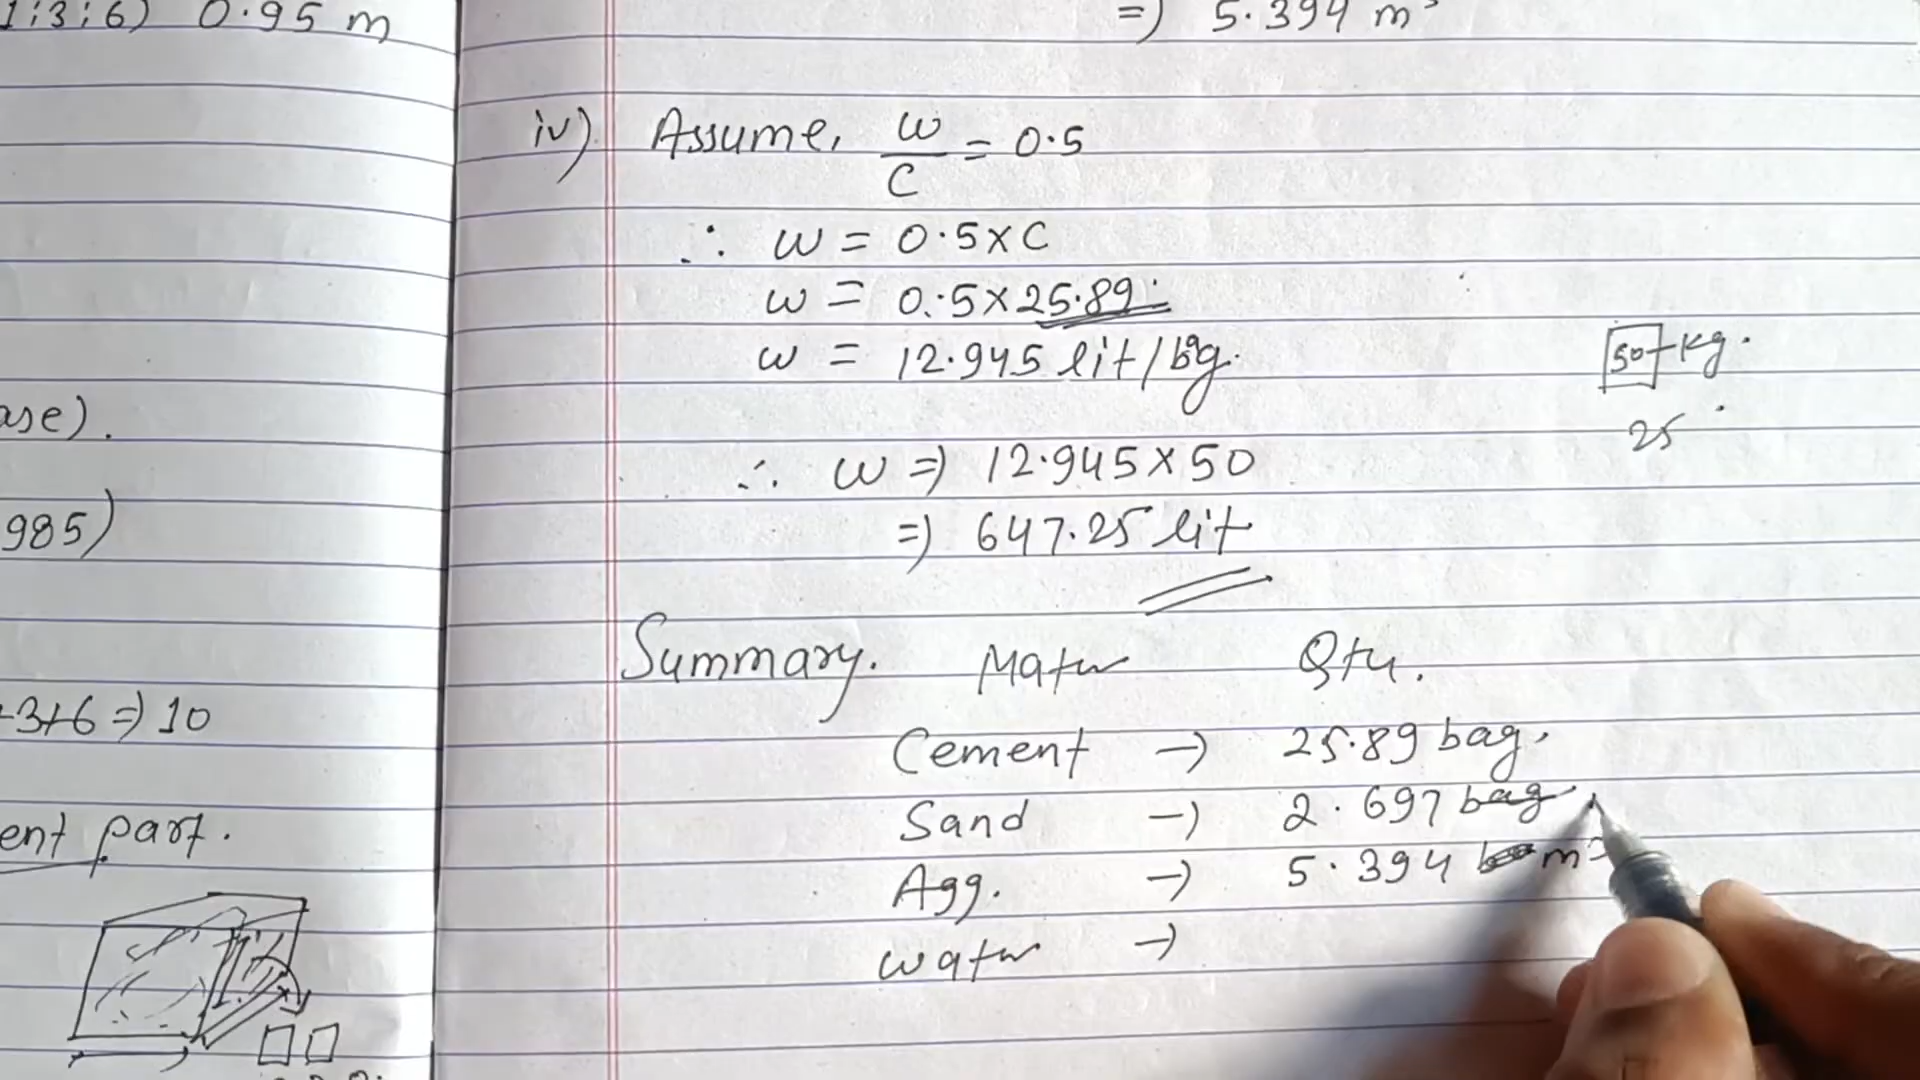 1:3:6) 0.95 m
ase).
985)
+3+6 => 10
ent part.
=> 5.394 m³
iv) Assume, w/c = 0.5
∴ w = 0.5×C
w = 0.5×25.89.
w = 12.945 lit/bag.
50 kg.
25
∴ w => 12.945×50
=> 647.25 lit
Summary. Mater Qty.
Cement → 25.89 bag.
Sand → 2.697 bag
Agg. → 5.394 m³
Water →